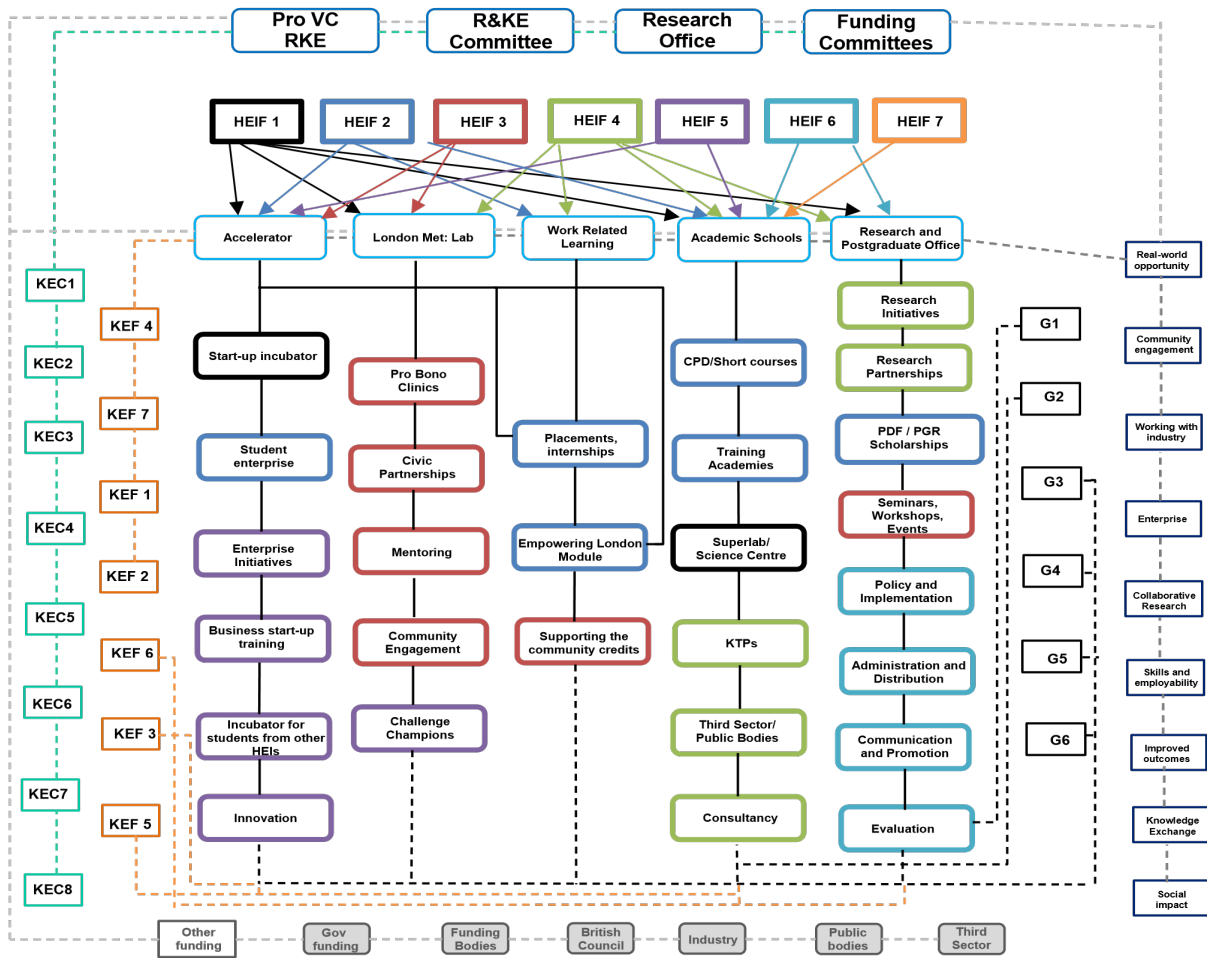 Pro VC
RKE
R&KE
Committee
Research
Office
Funding
Committees
HEIF 1
HEIF 2
HEIF 3
HEIF 4
HEIF 5
HEIF 6
HEIF 7
Accelerator
London Met: Lab
Work Related
Learning
Academic Schools
Research and
Postgraduate Office
KEC1
KEC2
KEC3
KEC4
KEC5
KEC6
KEC7
KEC8
KEF 4
KEF 7
KEF 1
KEF 2
KEF 6
KEF 3
KEF 5
Start-up incubator
Student
enterprise
Enterprise
Initiatives
Business start-up
training
Incubator for
students from other
HEIs
Innovation
Pro Bono
Clinics
Civic
Partnerships
Mentoring
Community
Engagement
Challenge
Champions
Placements,
internships
Empowering London
Module
Supporting the
community credits
CPD/Short courses
Training
Academies
Superlab/
Science Centre
KTPs
Third Sector/
Public Bodies
Consultancy
Research
Initiatives
Research
Partnerships
PDF / PGR
Scholarships
Seminars,
Workshops,
Events
Policy and
Implementation
Administration and
Distribution
Communication
and Promotion
Evaluation
G1
G2
G3
G4
G5
G6
Real-world
opportunity
Community
engagement
Working with
industry
Enterprise
Collaborative
Research
Skills and
employability
Improved
outcomes
Knowledge
Exchange
Social
impact
Other
funding
Gov
funding
Funding
Bodies
British
Council
Industry
Public
bodies
Third
Sector